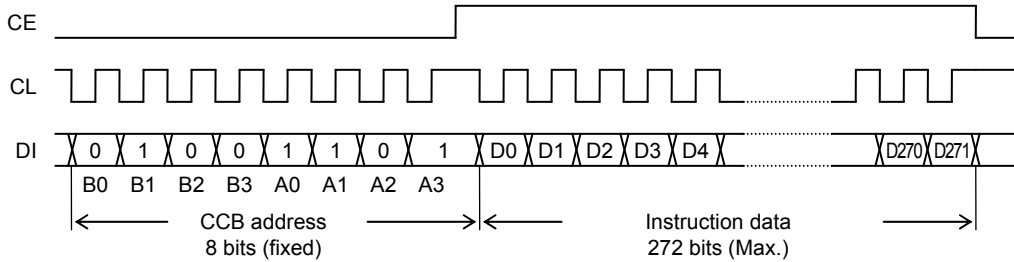 CE
CL
DI 0 1 0 0 1 1 0 1 D0 D1 D2 D3 D4 D270 D271
B0 B1 B2 B3 A0 A1 A2 A3
CCB address Instruction data
8 bits (fixed) 272 bits (Max.)